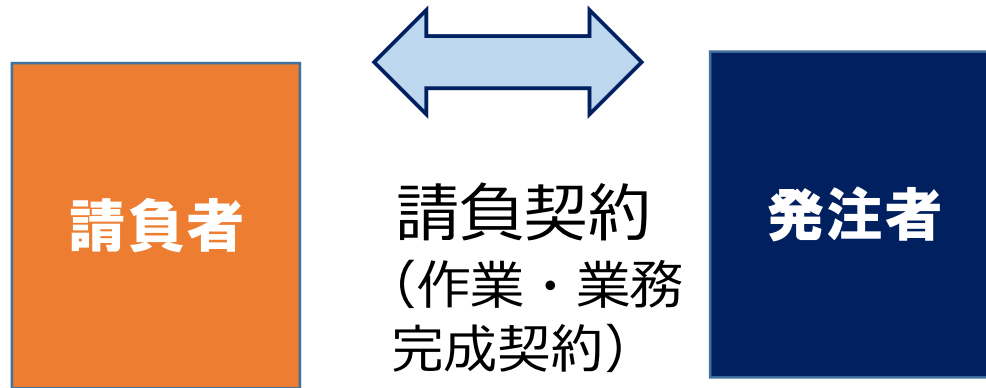 請負者
請負契約
（作業・業務
完成契約）
発注者